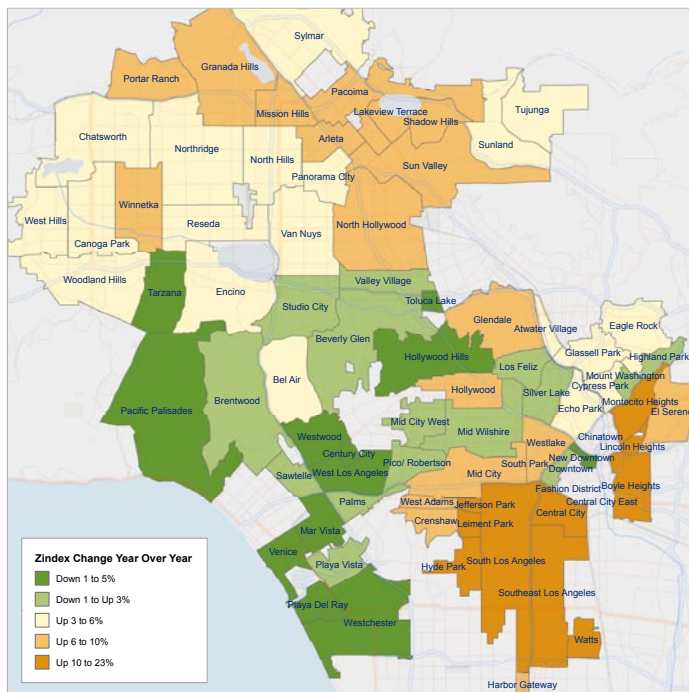 Sylmar
Granada Hills
Portar Ranch
Pacoima
Mission Hills
Lakeview Terrace
Shadow Hills
Tujunga
Chatsworth
Northridge
North Hills
Arleta
Sunland
Sun Valley
Panorama City
Winnetka
West Hills
Reseda
North Hollywood
Van Nuys
Canoga Park
Woodland Hills
Tarzana
Encino
Valley Village
Studio City
Toluca Lake
Glendale
Atwater Village
Eagle Rock
Beverly Glen
Hollywood Hills
Glassell Park
Highland Park
Los Feliz
Mount Washington
Bel Air
Cypress Park
Hollywood
Silver Lake
Montecito Heights
Pacific Palisades
Brentwood
Echo Park
El Sereno
Mid City West
Mid Wilshire
Westwood
Westlake
Chinatown
Century City
Lincoln Heights
Pico/ Robertson
South Park
New Downtown
Sawtelle
West Los Angeles
Mid City
Downtown
Boyle Heights
Fashion District
Palms
West Adams
Jefferson Park
Central City East
Central City
Crenshaw
Leiment Park
Mar Vista
Venice
Playa Vista
Hyde Park
South Los Angeles
Southeast Los Angeles
Playa Del Ray
Westchester
Watts
Harbor Gateway
Zindex Change Year Over Year
Down 1 to 5%
Down 1 to Up 3%
Up 3 to 6%
Up 6 to 10%
Up 10 to 23%